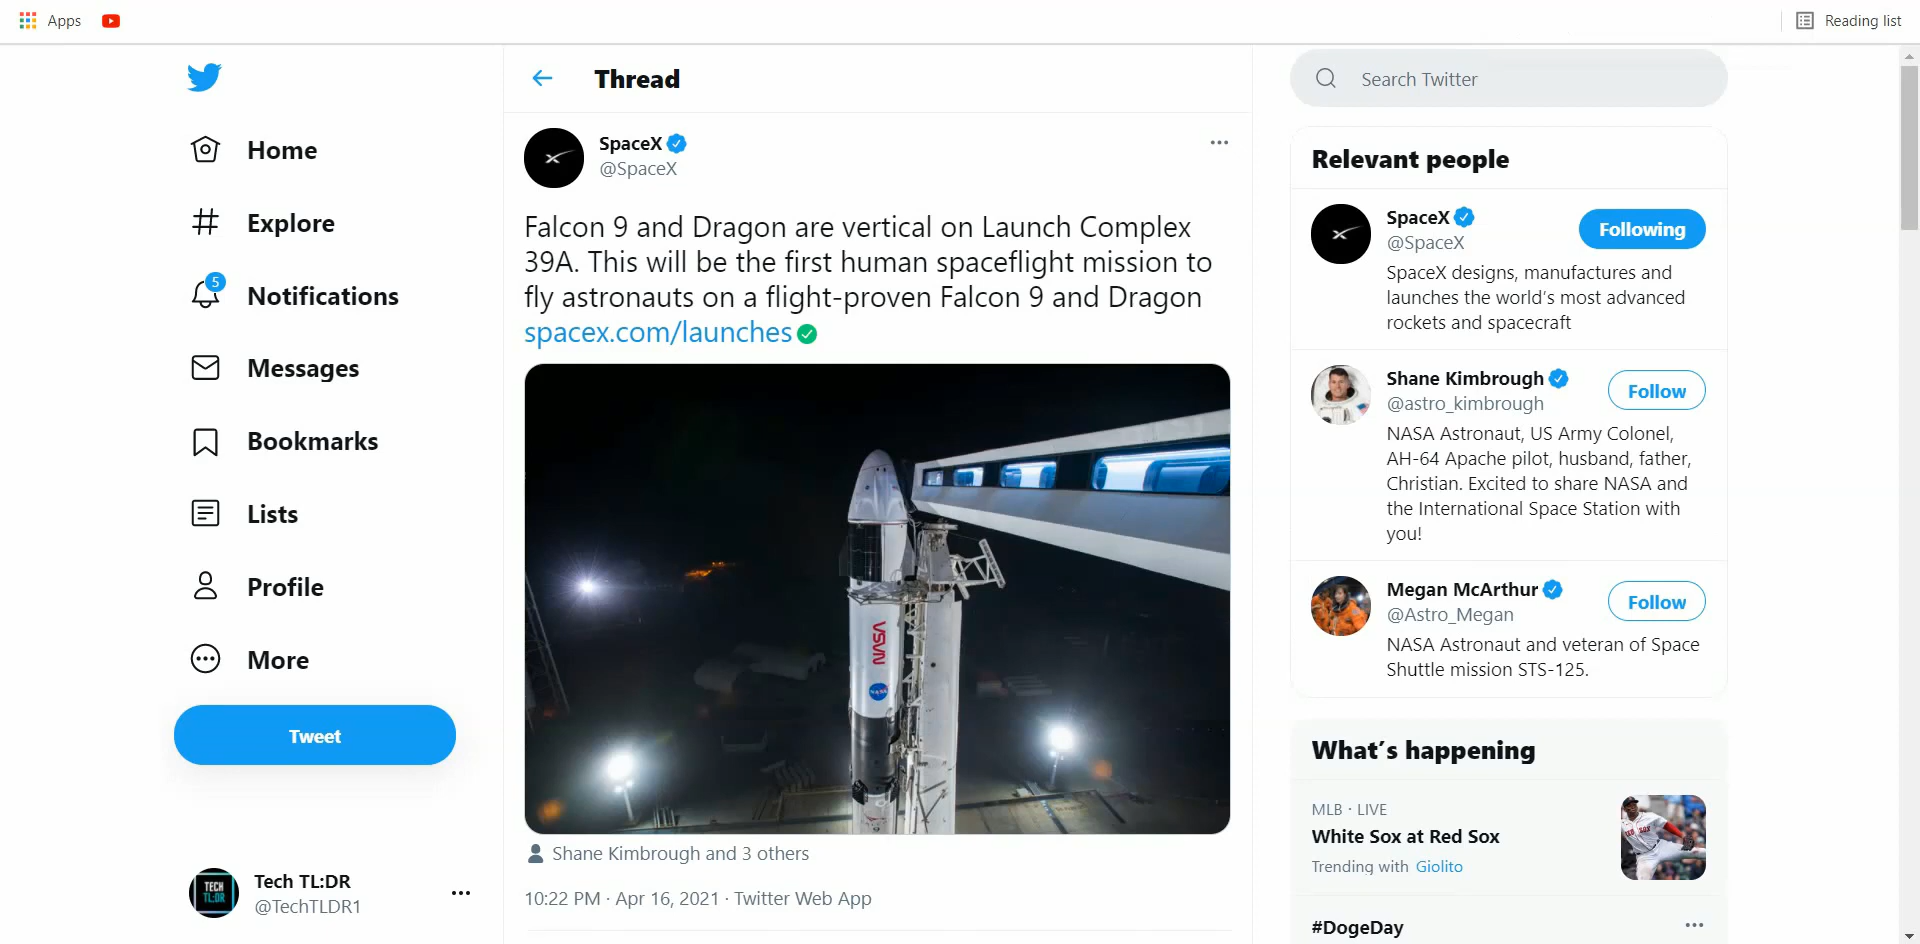 Apps
Reading list
Home
Explore
5
Notifications
Messages
Bookmarks
Lists
Profile
More
Tweet
TECH
TL:DR
Tech TL:DR
@TechTLDR1
Thread
SpaceX
@SpaceX
Falcon 9 and Dragon are vertical on Launch Complex
39A. This will be the first human spaceflight mission to
fly astronauts on a flight-proven Falcon 9 and Dragon
spacex.com/launches
NASA
NASA
Shane Kimbrough and 3 others
10:22 PM · Apr 16, 2021 · Twitter Web App
Search Twitter
Relevant people
SpaceX
@SpaceX
Following
SpaceX designs, manufactures and
launches the world's most advanced
rockets and spacecraft
Shane Kimbrough
@astro_kimbrough
Follow
NASA Astronaut, US Army Colonel,
AH-64 Apache pilot, husband, father,
Christian. Excited to share NASA and
the International Space Station with
you!
Megan McArthur
@Astro_Megan
Follow
NASA Astronaut and veteran of Space
Shuttle mission STS-125.
What's happening
MLB · LIVE
White Sox at Red Sox
Trending with Giolito
#DogeDay